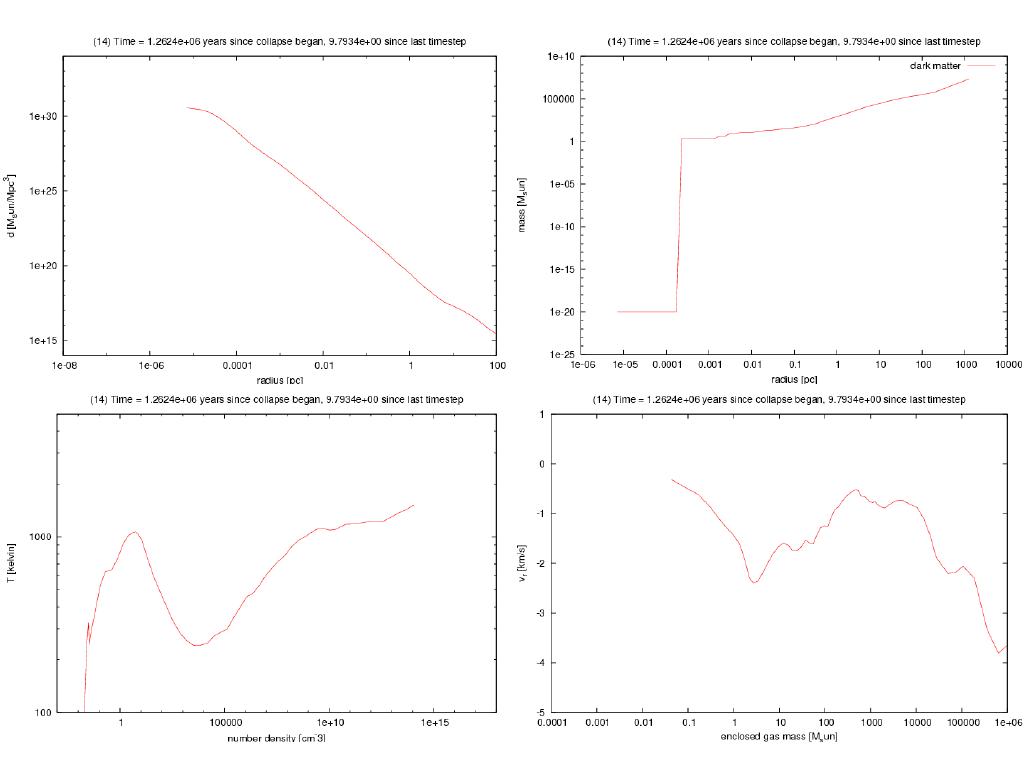 (14) Time = 1.2624e+06 years since collapse began, 9.7934e+00 since last timestep
d [Msun/Mpc3]
1e+30
1e+25
1e+20
1e+15
1e-08
1e-06
0.0001
0.01
1
100
radius [pc]
(14) Time = 1.2624e+06 years since collapse began, 9.7934e+00 since last timestep
dark matter
mass [Msun]
1e+10
100000
1
1e-05
1e-10
1e-15
1e-20
1e-25
1e-06
1e-05
0.0001
0.001
0.01
0.1
1
10
100
1000
10000
radius [pc]
(14) Time = 1.2624e+06 years since collapse began, 9.7934e+00 since last timestep
T [kelvin]
1000
100
1
100000
1e+10
1e+15
number density [cm^3]
(14) Time = 1.2624e+06 years since collapse began, 9.7934e+00 since last timestep
vr [km/s]
1
0
-1
-2
-3
-4
-5
0.0001
0.001
0.01
0.1
1
10
100
1000
10000
100000
1e+06
enclosed gas mass [Msun]